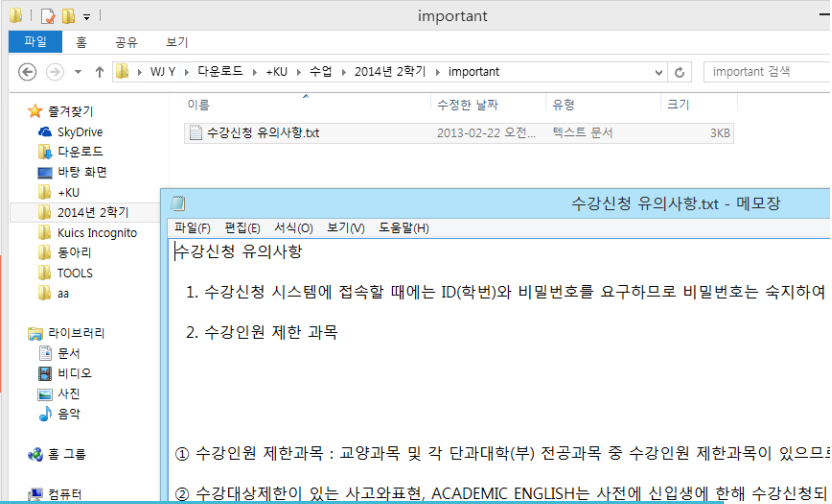 important
파일 홈 공유 보기
WJ Y 다운로드 +KU 수업 2014년 2학기 important
important 검색
이름 수정한 날짜 유형 크기
수강신청 유의사항.txt 2013-02-22 오전... 텍스트 문서 3KB
즐겨찾기
SkyDrive
다운로드
바탕 화면
+KU
2014년 2학기
Kuics Incognito
동아리
TOOLS
aa
라이브러리
문서
비디오
사진
음악
홈 그룹
컴퓨터
수강신청 유의사항.txt - 메모장
파일(F) 편집(E) 서식(O) 보기(V) 도움말(H)
수강신청 유의사항
1. 수강신청 시스템에 접속할 때에는 ID(학번)와 비밀번호를 요구하므로 비밀번호는 숙지하여
2. 수강인원 제한 과목
① 수강인원 제한과목 : 교양과목 및 각 단과대학(부) 전공과목 중 수강인원 제한과목이 있으므로
② 수강대상제한이 있는 사고와표현, ACADEMIC ENGLISH는 사전에 신입생에 한해 수강신청되